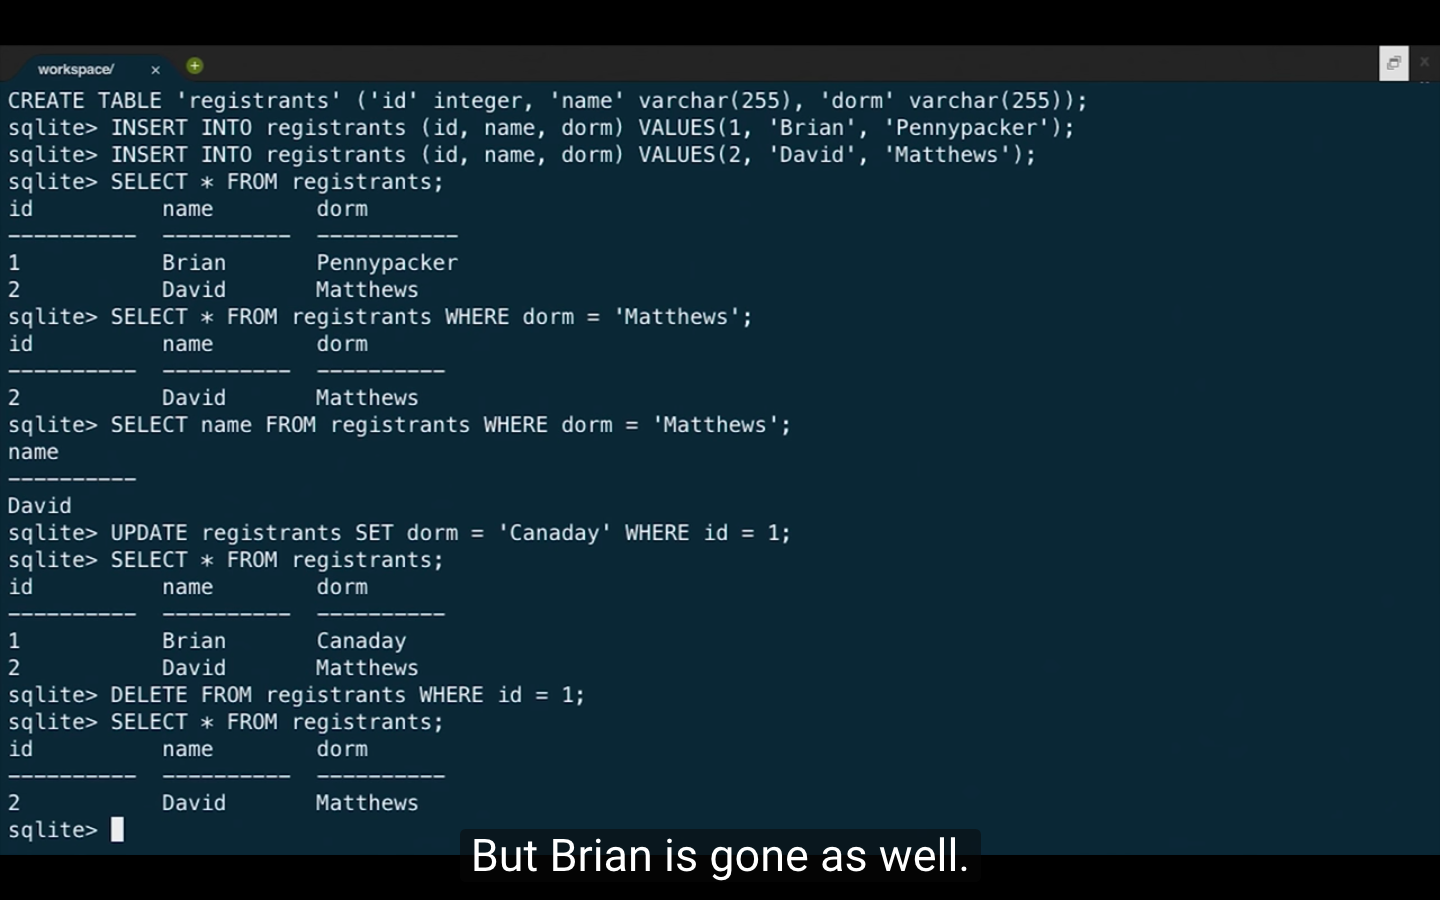 workspace/
CREATE TABLE 'registrants' ('id' integer, 'name' varchar(255), 'dorm' varchar(255));
sqlite> INSERT INTO registrants (id, name, dorm) VALUES(1, 'Brian', 'Pennypacker');
sqlite> INSERT INTO registrants (id, name, dorm) VALUES(2, 'David', 'Matthews');
sqlite> SELECT * FROM registrants;
id name dorm
---------- ---------- -----------
1 Brian Pennypacker
2 David Matthews
sqlite> SELECT * FROM registrants WHERE dorm = 'Matthews';
id name dorm
---------- ---------- ----------
2 David Matthews
sqlite> SELECT name FROM registrants WHERE dorm = 'Matthews';
name
----------
David
sqlite> UPDATE registrants SET dorm = 'Canaday' WHERE id = 1;
sqlite> SELECT * FROM registrants;
id name dorm
---------- ---------- ----------
1 Brian Canaday
2 David Matthews
sqlite> DELETE FROM registrants WHERE id = 1;
sqlite> SELECT * FROM registrants;
id name dorm
---------- ---------- ----------
2 David Matthews
sqlite>
But Brian is gone as well.